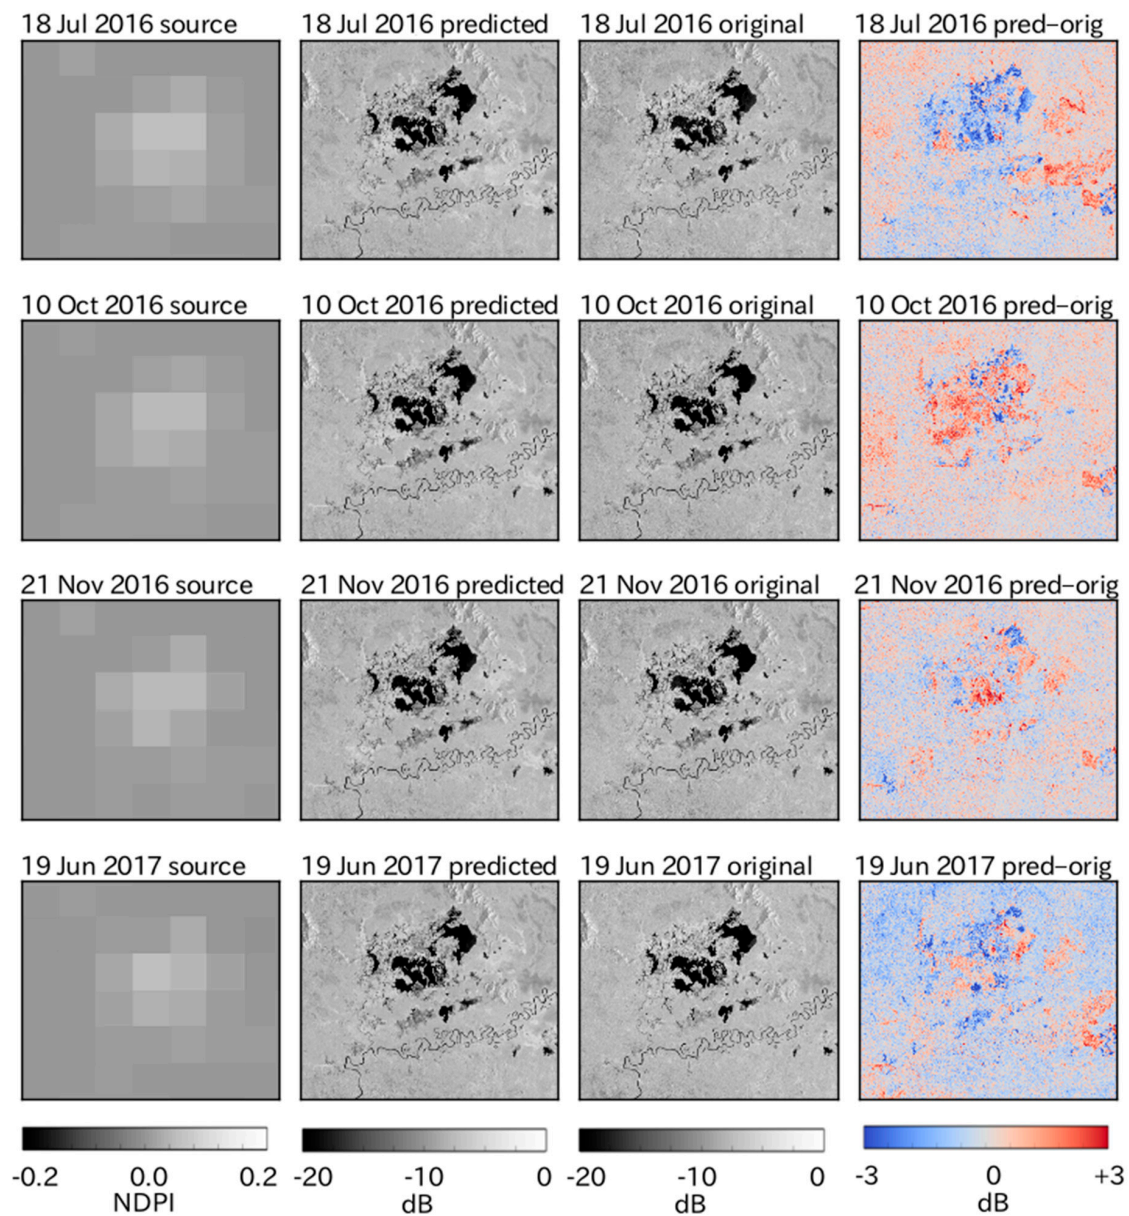 18 Jul 2016 source 18 Jul 2016 predicted 18 Jul 2016 original 18 Jul 2016 pred–orig
10 Oct 2016 source 10 Oct 2016 predicted 10 Oct 2016 original 10 Oct 2016 pred–orig
21 Nov 2016 source 21 Nov 2016 predicted 21 Nov 2016 original 21 Nov 2016 pred–orig
19 Jun 2017 source 19 Jun 2017 predicted 19 Jun 2017 original 19 Jun 2017 pred–orig
-0.2 0.0 0.2 -20 -10 0 -20 -10 0 -3 0 +3
NDPI dB dB dB